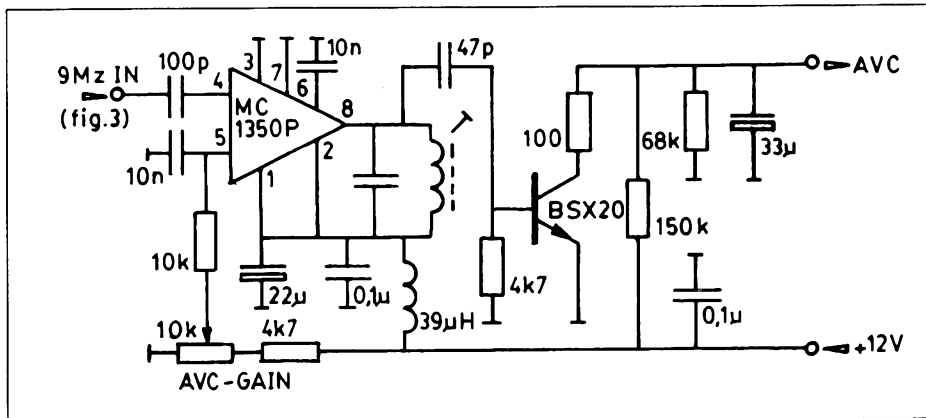 9Mz IN
(fig.3)
100p
10n
4
5
3
7
6
8
2
1
MC
1350P
10n
47p
10k
22µ
0,1µ
39µH
10k
4k7
AVC-GAIN
4k7
100
BSX20
68k
150k
33µ
0,1µ
AVC
+12V